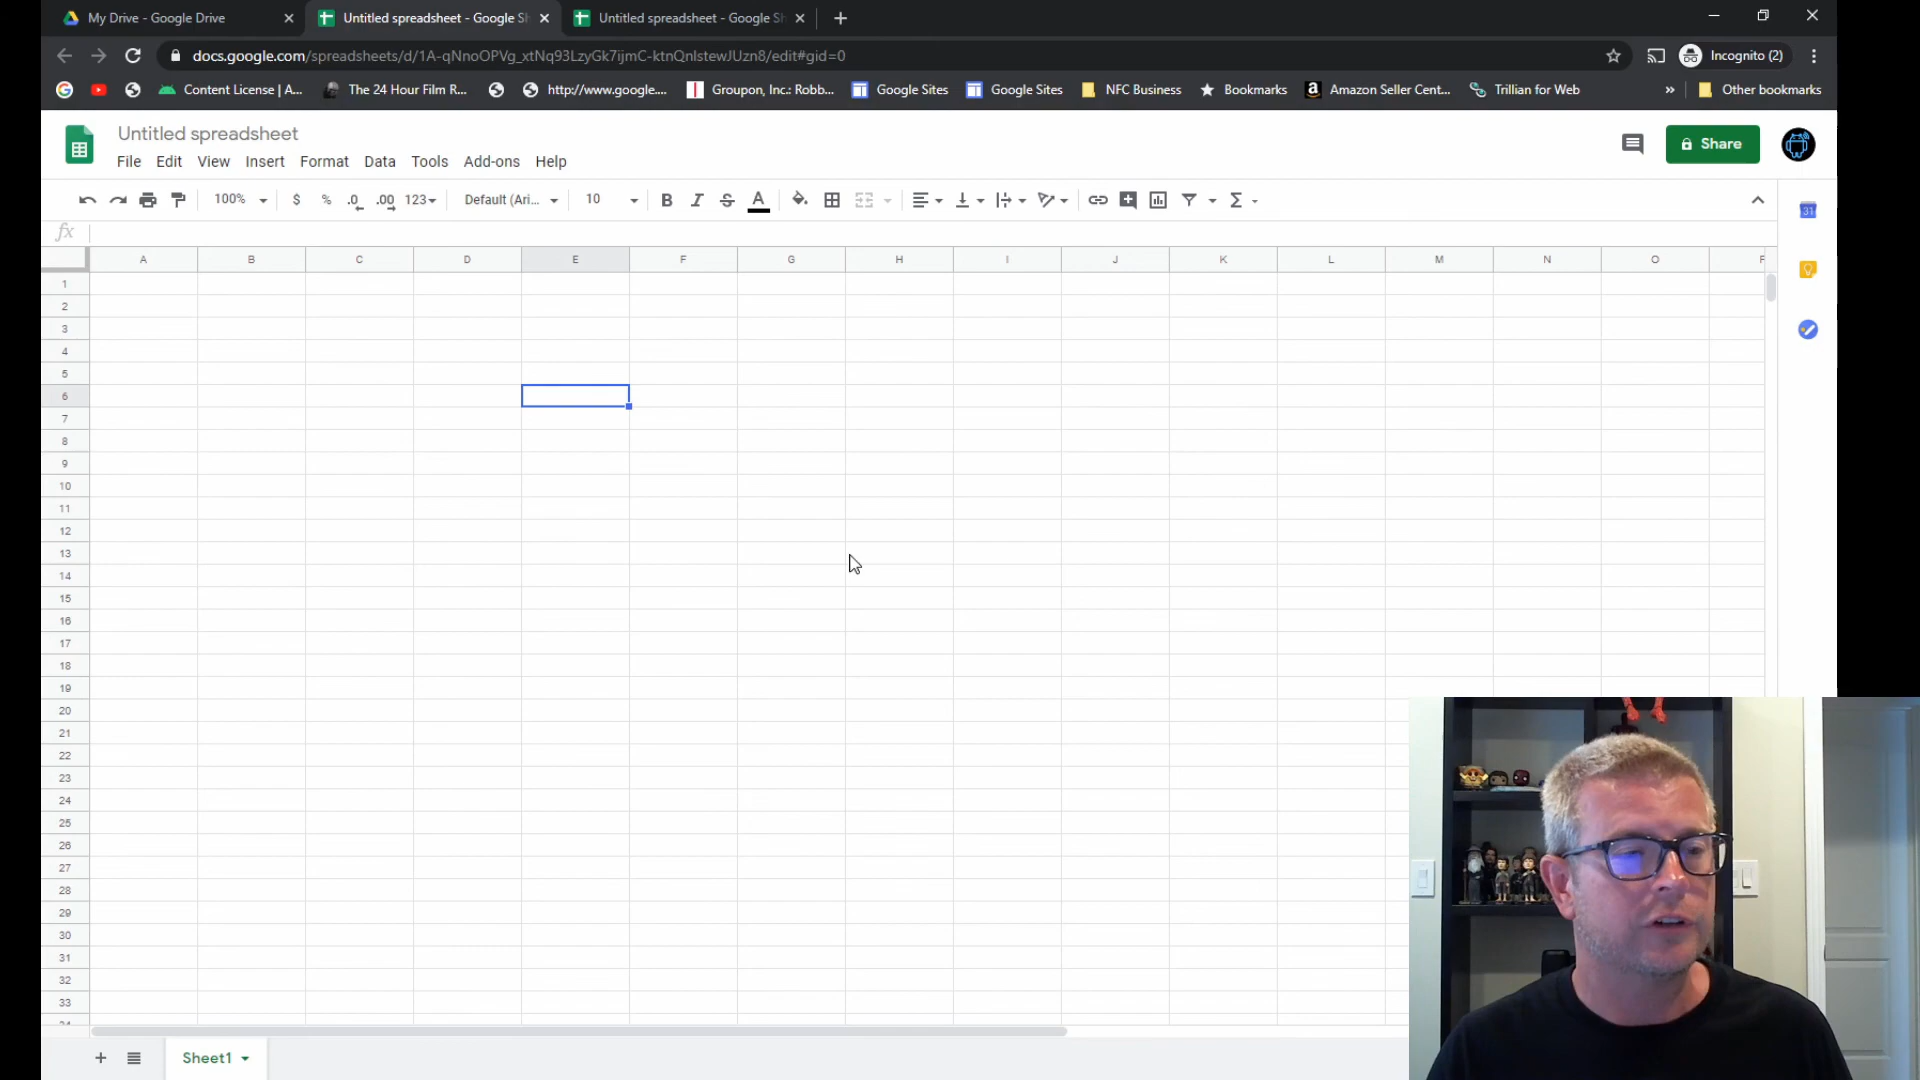 My Drive - Google Drive
Untitled spreadsheet - Google Sh
Untitled spreadsheet - Google Sh
docs.google.com/spreadsheets/d/1A-qNnoOPVg_xtNq93LzyGk7ijmC-ktnQnlstewJUzn8/edit#gid=0
Incognito (2)
Content License | A...
The 24 Hour Film R...
http://www.google....
Groupon, Inc.: Robb...
Google Sites
Google Sites
NFC Business
Bookmarks
Amazon Seller Cent...
Trillian for Web
»
Other bookmarks
Untitled spreadsheet
File Edit View Insert Format Data Tools Add-ons Help
Share
100% $ % .0 .00 123 Default (Ari... 10 B I S A Σ
31
fx
A B C D E F G H I J K L M N O
1
2
3
4
5
6
7
8
9
10
11
12
13
14
15
16
17
18
19
20
21
22
23
24
25
26
27
28
29
30
31
32
33
Sheet1